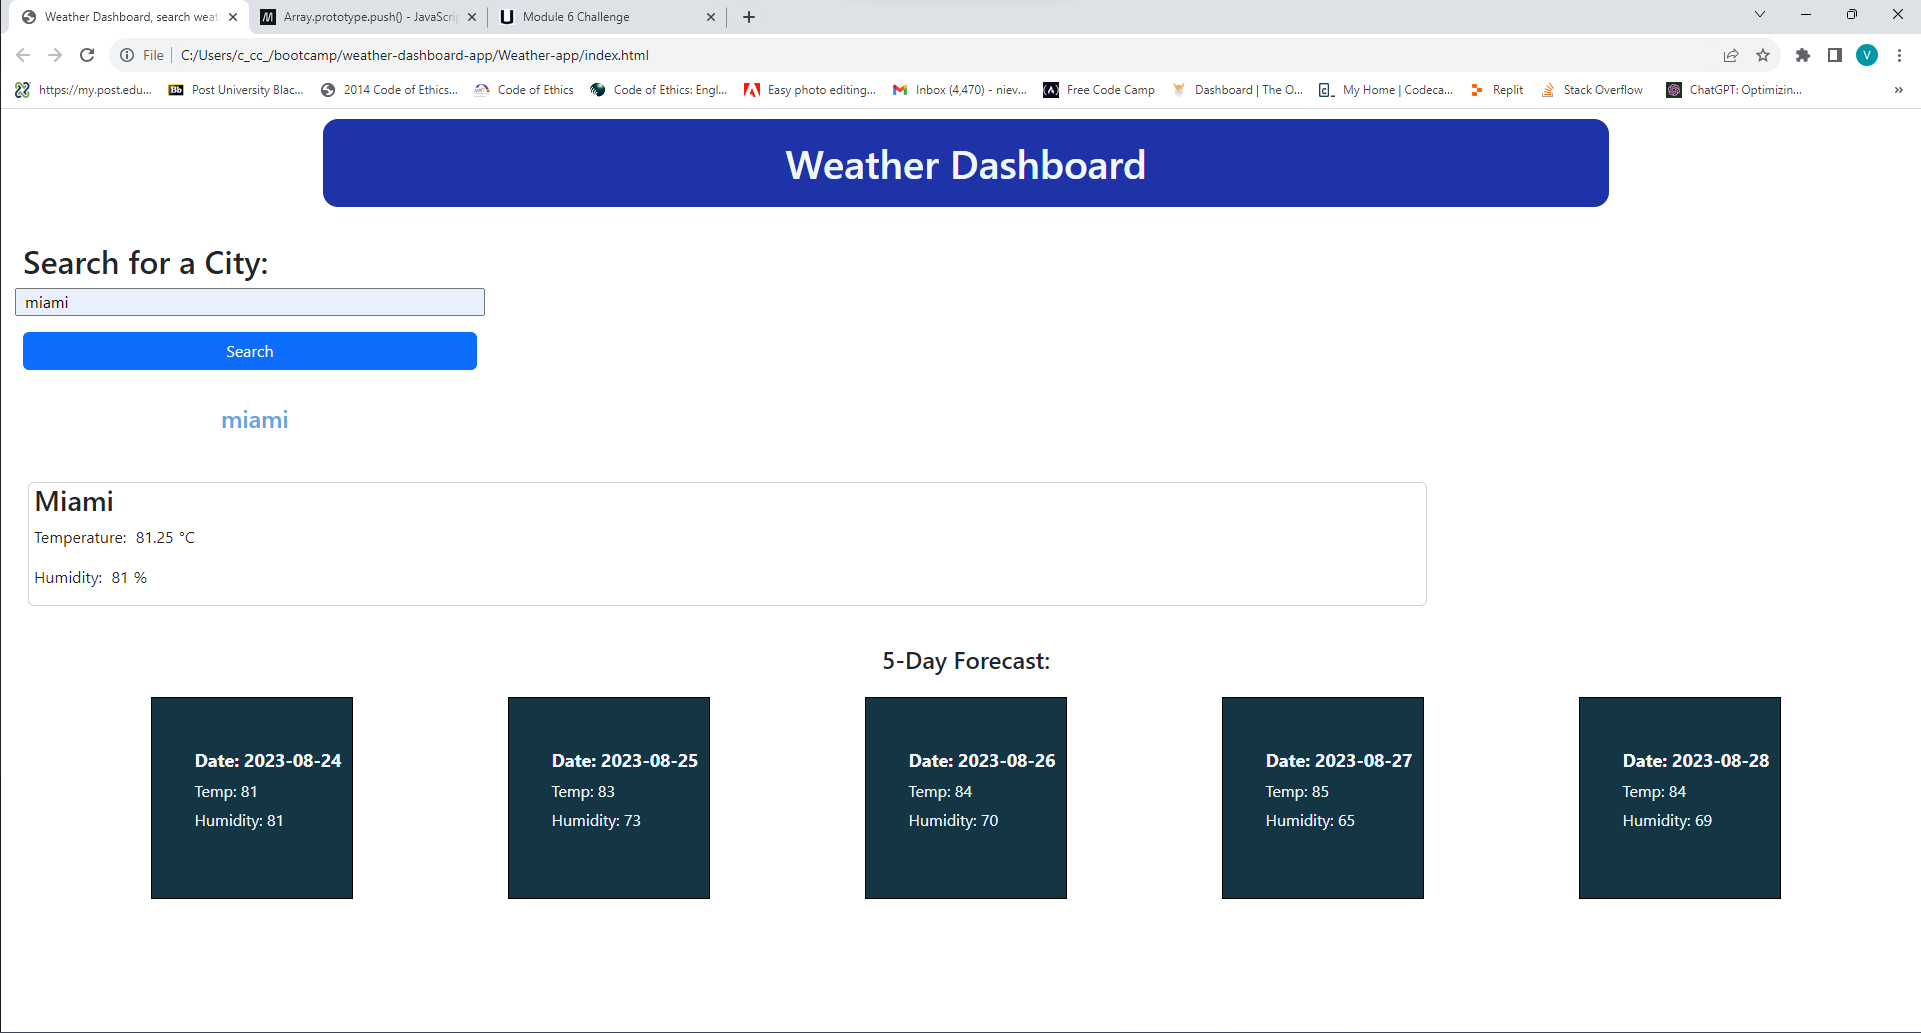 Weather Dashboard, search weat
Array.prototype.push() - JavaScrip
Module 6 Challenge
File
C:/Users/c_cc_/bootcamp/weather-dashboard-app/Weather-app/index.html
V
https://my.post.edu...
Bb Post University Blac...
2014 Code of Ethics...
Code of Ethics
Code of Ethics: Engl...
Easy photo editing...
Inbox (4,470) - niev...
Free Code Camp
Dashboard | The O...
My Home | Codeca...
Replit
Stack Overflow
ChatGPT: Optimizin...
Weather Dashboard
Search for a City:
miami
Search
miami
Miami
Temperature: 81.25 °C
Humidity: 81 %
5-Day Forecast:
Date: 2023-08-24
Temp: 81
Humidity: 81
Date: 2023-08-25
Temp: 83
Humidity: 73
Date: 2023-08-26
Temp: 84
Humidity: 70
Date: 2023-08-27
Temp: 85
Humidity: 65
Date: 2023-08-28
Temp: 84
Humidity: 69